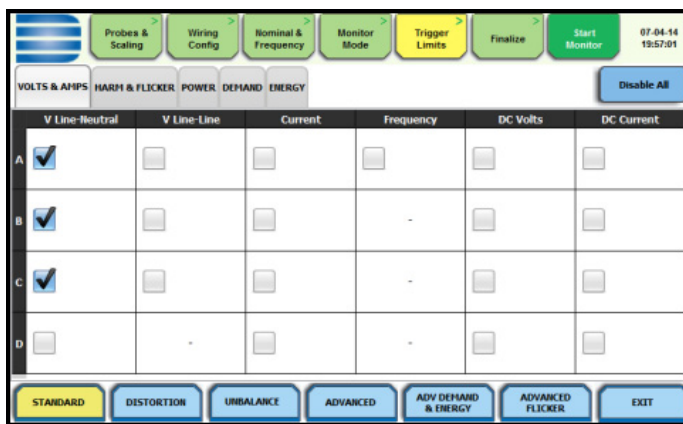 Probes &
Scaling
>
Wiring
Config
>
Nominal &
Frequency
>
Monitor
Mode
>
Trigger
Limits
>
Finalize
>
Start
Monitor
07-04-14
19:57:01
VOLTS & AMPS HARM & FLICKER POWER DEMAND ENERGY
Disable All
V Line-Neutral V Line-Line Current Frequency DC Volts DC Current
A
B -
C -
D - -
STANDARD DISTORTION UNBALANCE ADVANCED
ADV DEMAND
& ENERGY
ADVANCED
FLICKER
EXIT